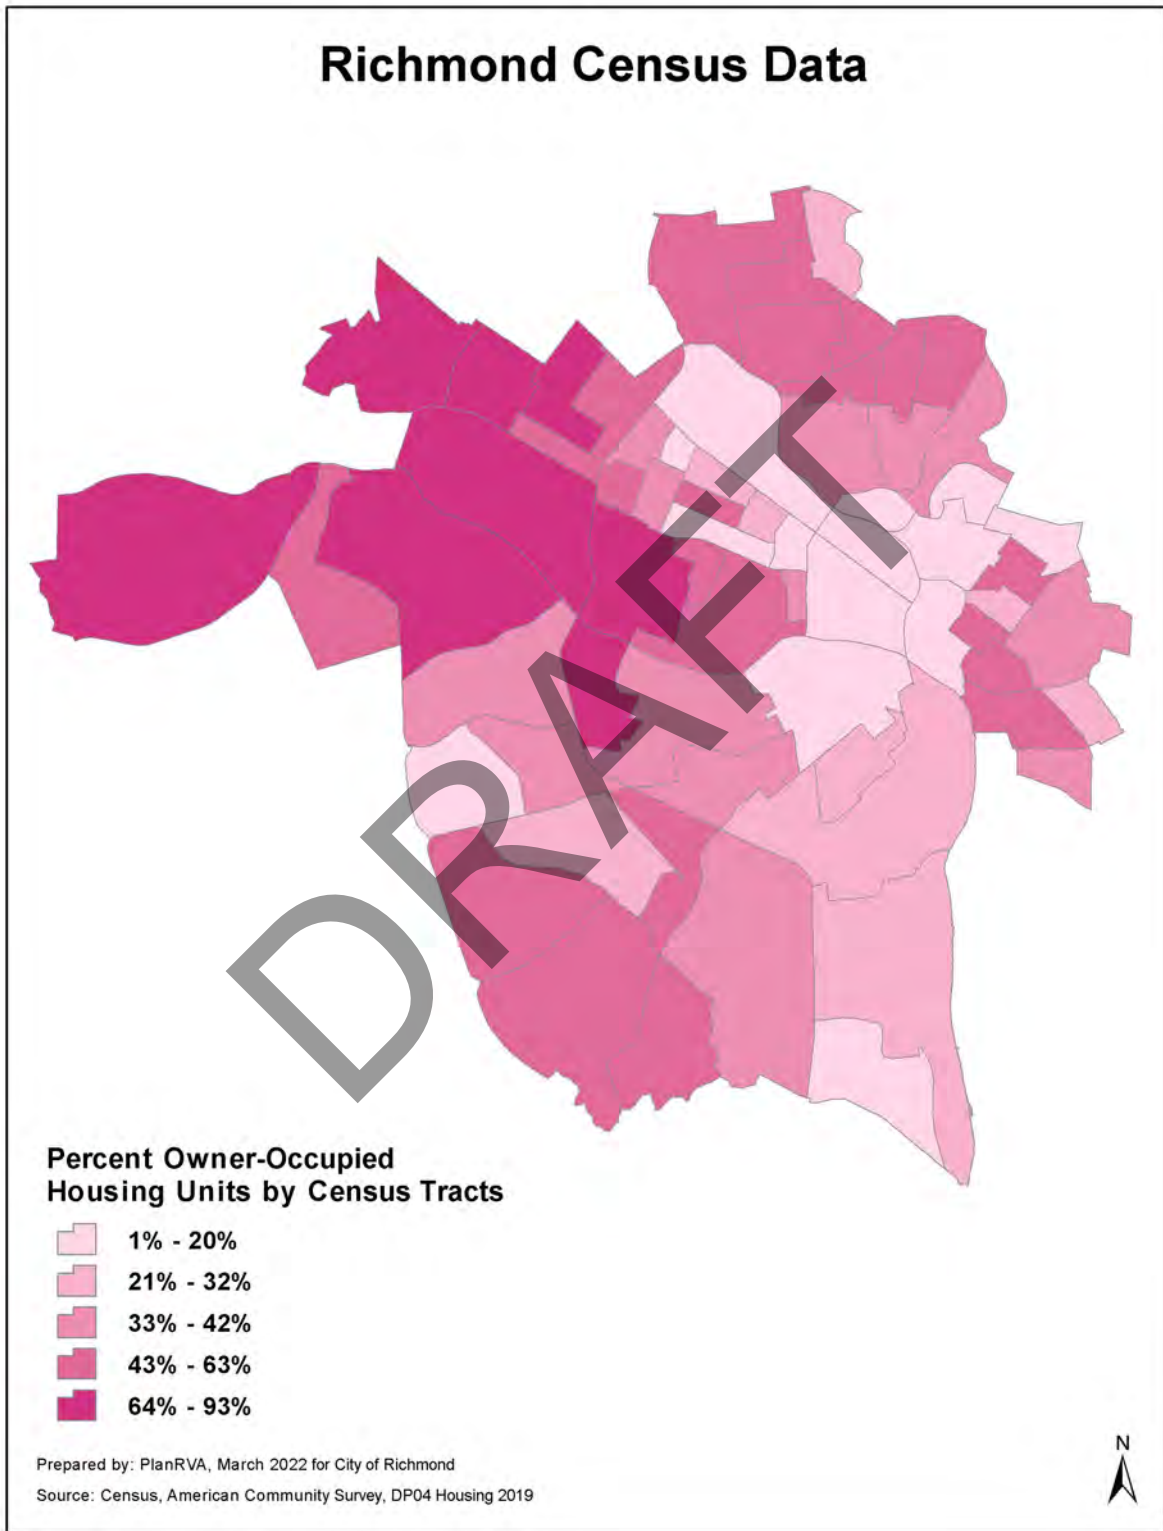 Richmond Census Data
DRAFT
Percent Owner-Occupied
Housing Units by Census Tracts
1% - 20%
21% - 32%
33% - 42%
43% - 63%
64% - 93%
Prepared by: PlanRVA, March 2022 for City of Richmond
Source: Census, American Community Survey, DP04 Housing 2019
N